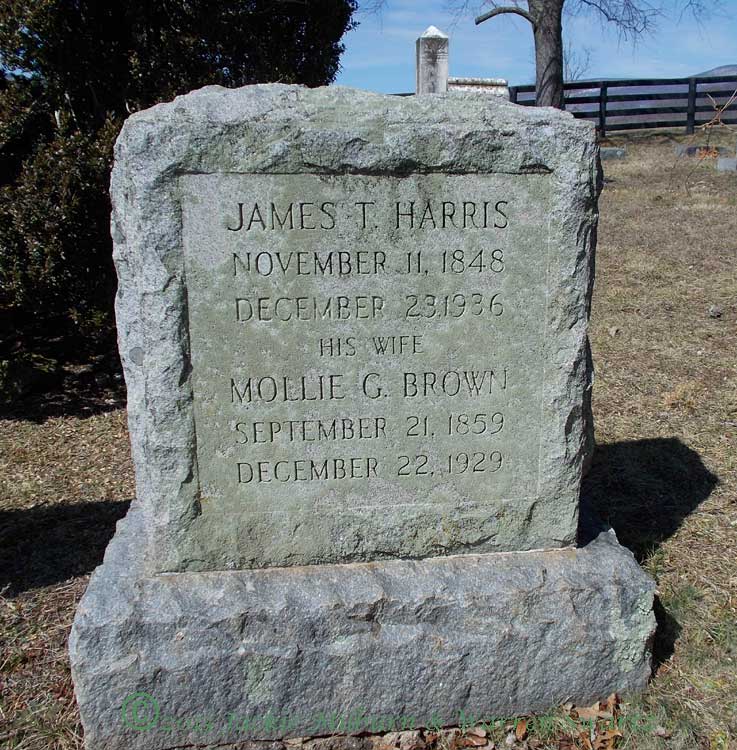 JAMES T. HARRIS
NOVEMBER 11, 1848
DECEMBER 23, 1936
HIS WIFE
MOLLIE G. BROWN
SEPTEMBER 21, 1859
DECEMBER 22, 1929
©